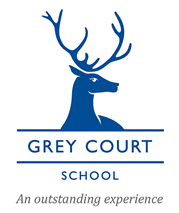 GREY COURT
SCHOOL
An outstanding experience